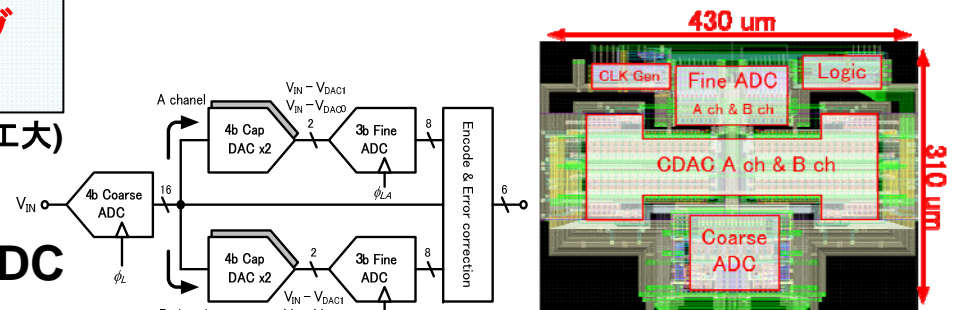 工大)
DC
V_IN
4b Coarse
ADC
ϕ_L
16
A chanel
4b Cap
DAC x2
V_IN − V_DAC1
V_IN − V_DAC0
2
3b Fine
ADC
ϕ_LA
8
4b Cap
DAC x2
2
V_IN − V_DAC1
3b Fine
ADC
8
Encode & Error correction
6
430 um
310 um
CLK Gen
Fine ADC
A ch & B ch
Logic
CDAC A ch & B ch
Coarse
ADC